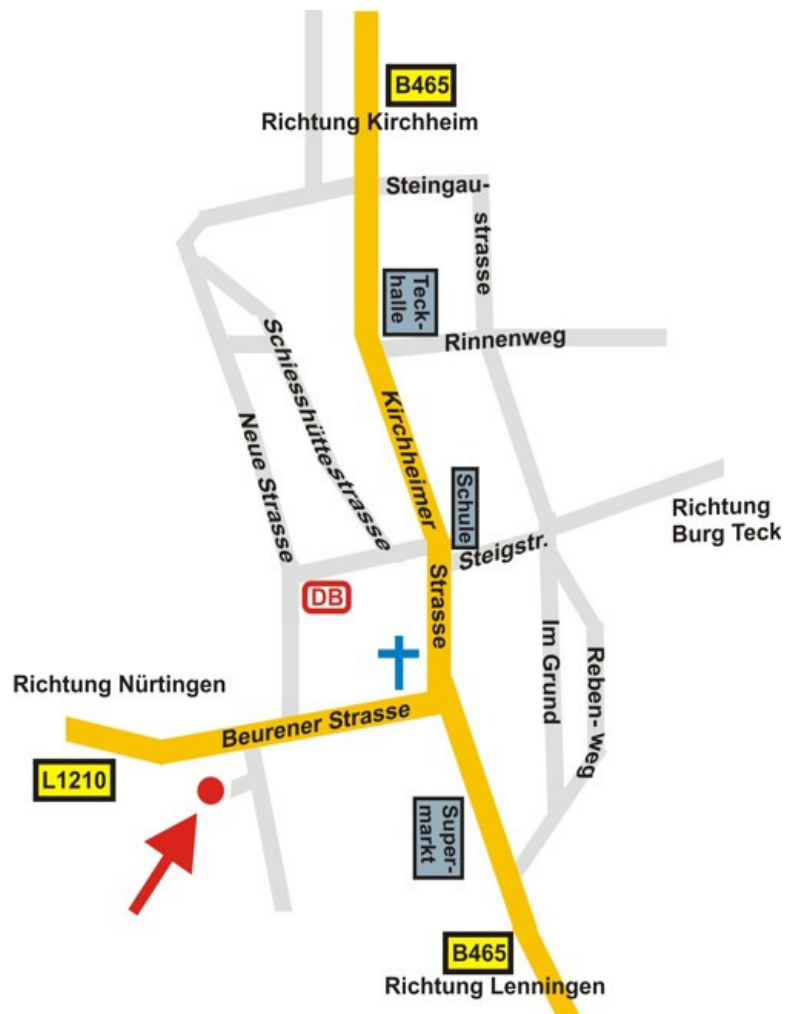 B465
Richtung Kirchheim
Steingau-
strasse
Teck-
halle
Rinnenweg
Schiesshüttestrasse
Neue Strasse
Kirchheimer
Schule
Steigstr.
Richtung
Burg Teck
DB
Strasse
Im Grund
Reben-weg
Richtung Nürtingen
Beurener Strasse
L1210
Super-
markt
B465
Richtung Lenningen